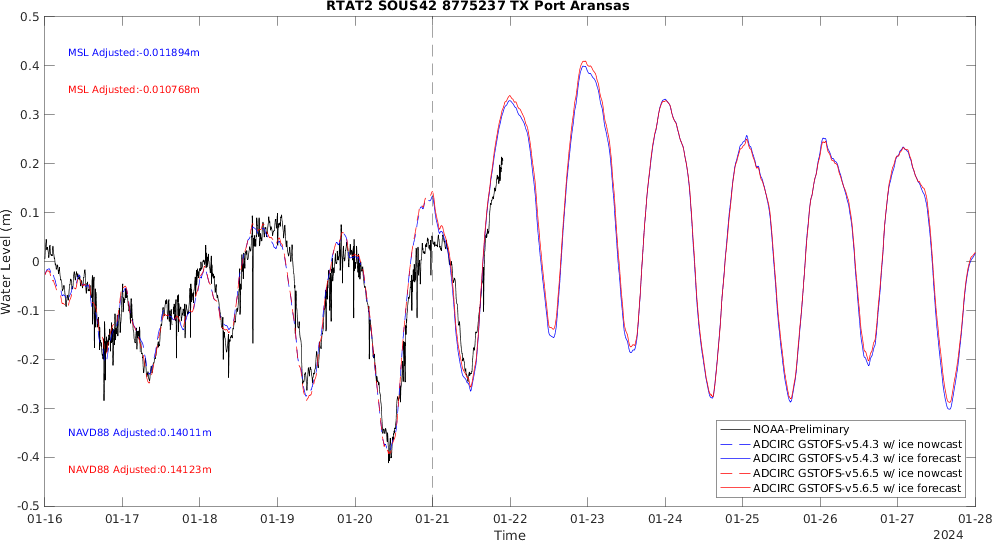 RTAT2 SOUS42 8775237 TX Port Aransas
0.5
0.4
0.3
0.2
0.1
0
-0.1
-0.2
-0.3
-0.4
-0.5
Water Level (m)
MSL Adjusted:-0.011894m
MSL Adjusted:-0.010768m
NAVD88 Adjusted:0.14011m
NAVD88 Adjusted:0.14123m
NOAA-Preliminary
ADCIRC GSTOFS-v5.4.3 w/ ice nowcast
ADCIRC GSTOFS-v5.4.3 w/ ice forecast
ADCIRC GSTOFS-v5.6.5 w/ ice nowcast
ADCIRC GSTOFS-v5.6.5 w/ ice forecast
01-16 01-17 01-18 01-19 01-20 01-21 01-22 01-23 01-24 01-25 01-26 01-27 01-28
Time
2024